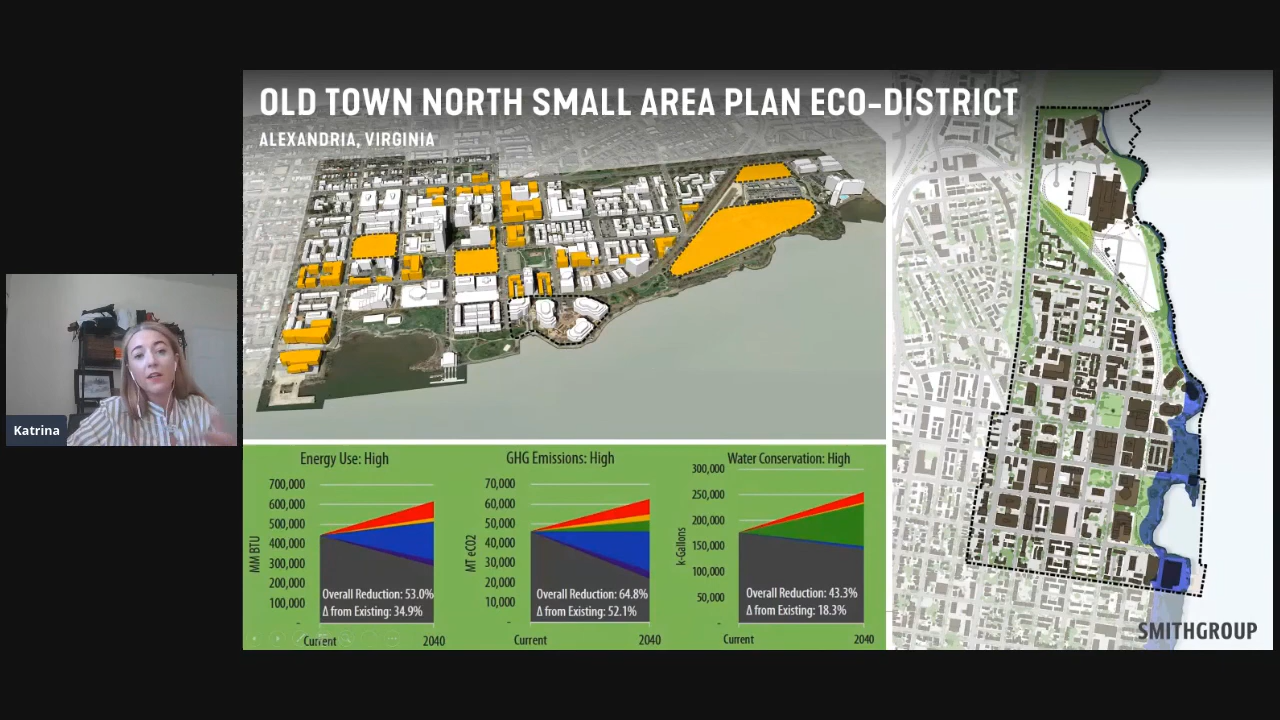 OLD TOWN NORTH SMALL AREA PLAN ECO-DISTRICT
ALEXANDRIA, VIRGINIA
Katrina
Energy Use: High
700,000
600,000
500,000
400,000
300,000
200,000
100,000
-
MM BTU
Overall Reduction: 53.0%
Δ from Existing: 34.9%
Current
2040
GHG Emissions: High
70,000
60,000
50,000
40,000
30,000
20,000
10,000
-
MT eCO2
Overall Reduction: 64.8%
Δ from Existing: 52.1%
Current
2040
Water Conservation: High
300,000
250,000
200,000
150,000
100,000
50,000
-
k-Gallons
Overall Reduction: 43.3%
Δ from Existing: 18.3%
Current
2040
SMITHGROUP